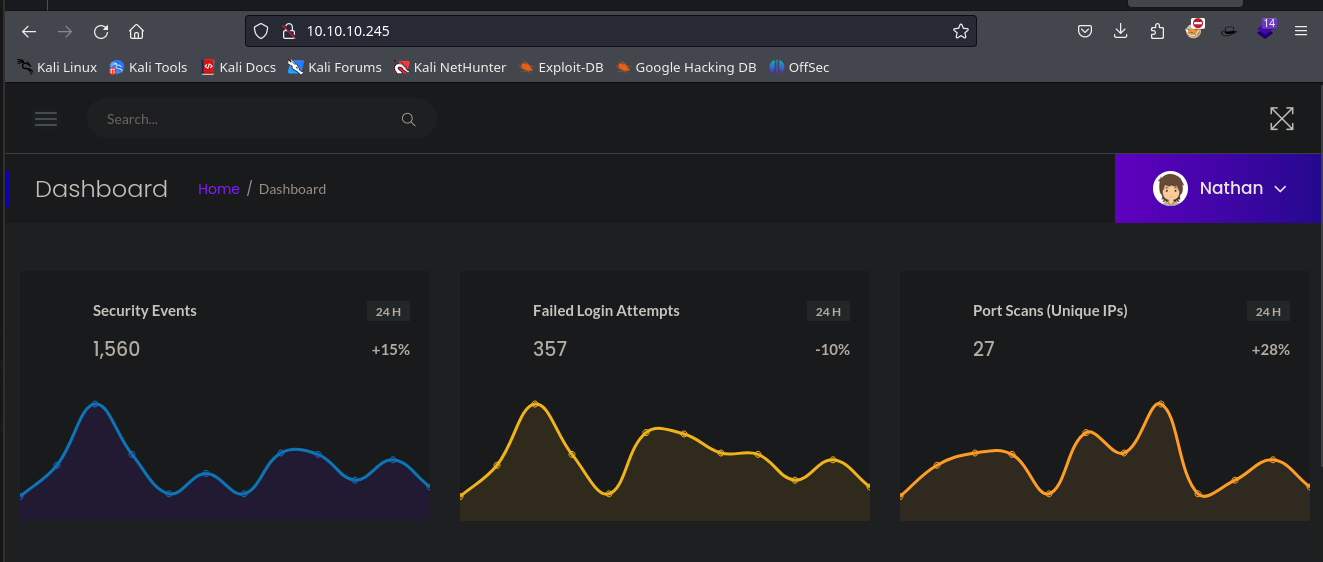 10.10.10.245
14
Kali Linux Kali Tools Kali Docs Kali Forums Kali NetHunter Exploit-DB Google Hacking DB OffSec
Search...
Dashboard Home / Dashboard Nathan
Security Events 24 H
1,560 +15%
Failed Login Attempts 24 H
357 -10%
Port Scans (Unique IPs) 24 H
27 +28%